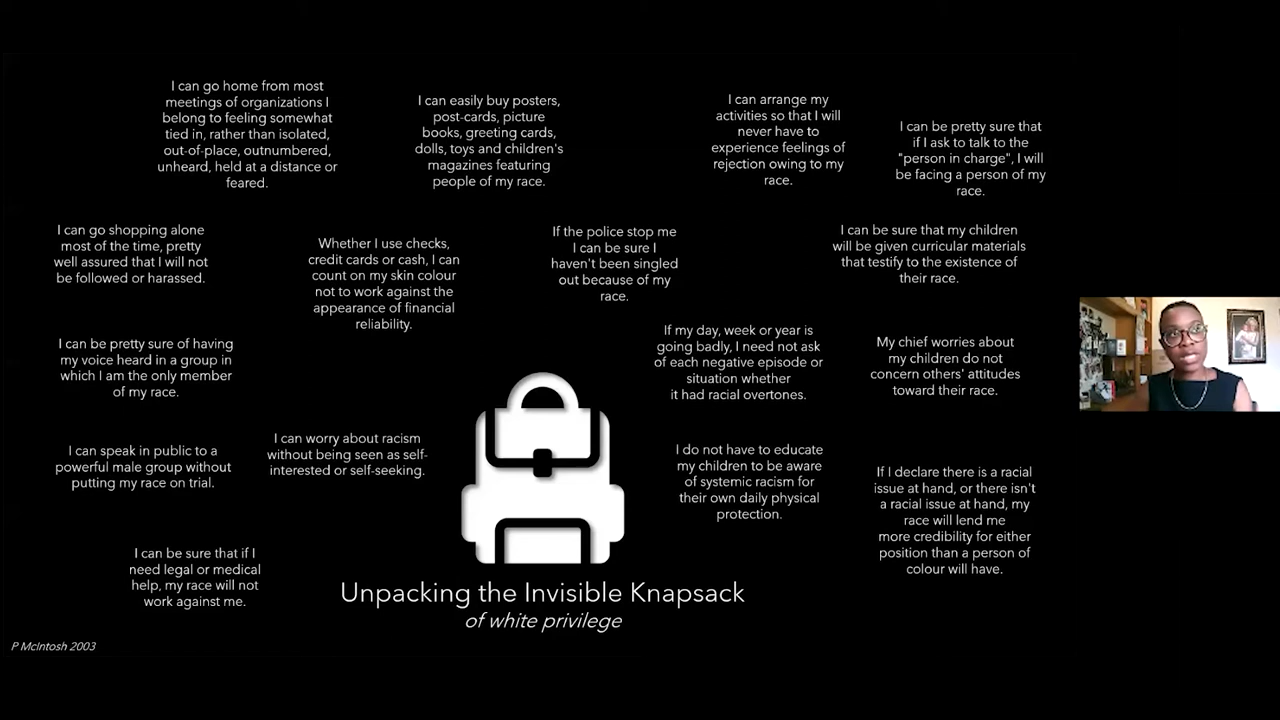 I can go home from most
meetings of organizations I
belong to feeling somewhat
tied in, rather than isolated,
out-of-place, outnumbered,
unheard, held at a distance or
feared.
I can easily buy posters,
post-cards, picture
books, greeting cards,
dolls, toys and children's
magazines featuring
people of my race.
I can arrange my
activities so that I will
never have to
experience feelings of
rejection owing to my
race.
I can be pretty sure that
if I ask to talk to the
"person in charge", I will
be facing a person of my
race.
I can go shopping alone
most of the time, pretty
well assured that I will not
be followed or harassed.
Whether I use checks,
credit cards or cash, I can
count on my skin colour
not to work against the
appearance of financial
reliability.
If the police stop me
I can be sure I
haven't been singled
out because of my
race.
I can be sure that my children
will be given curricular materials
that testify to the existence of
their race.
I can be pretty sure of having
my voice heard in a group in
which I am the only member
of my race.
If my day, week or year is
going badly, I need not ask
of each negative episode or
situation whether
it had racial overtones.
My chief worries about
my children do not
concern others' attitudes
toward their race.
I can speak in public to a
powerful male group without
putting my race on trial.
I can worry about racism
without being seen as self-
interested or self-seeking.
I do not have to educate
my children to be aware
of systemic racism for
their own daily physical
protection.
If I declare there is a racial
issue at hand, or there isn't
a racial issue at hand, my
race will lend me
more credibility for either
position than a person of
colour will have.
I can be sure that if I
need legal or medical
help, my race will not
work against me.
Unpacking the Invisible Knapsack
of white privilege
P McIntosh 2003